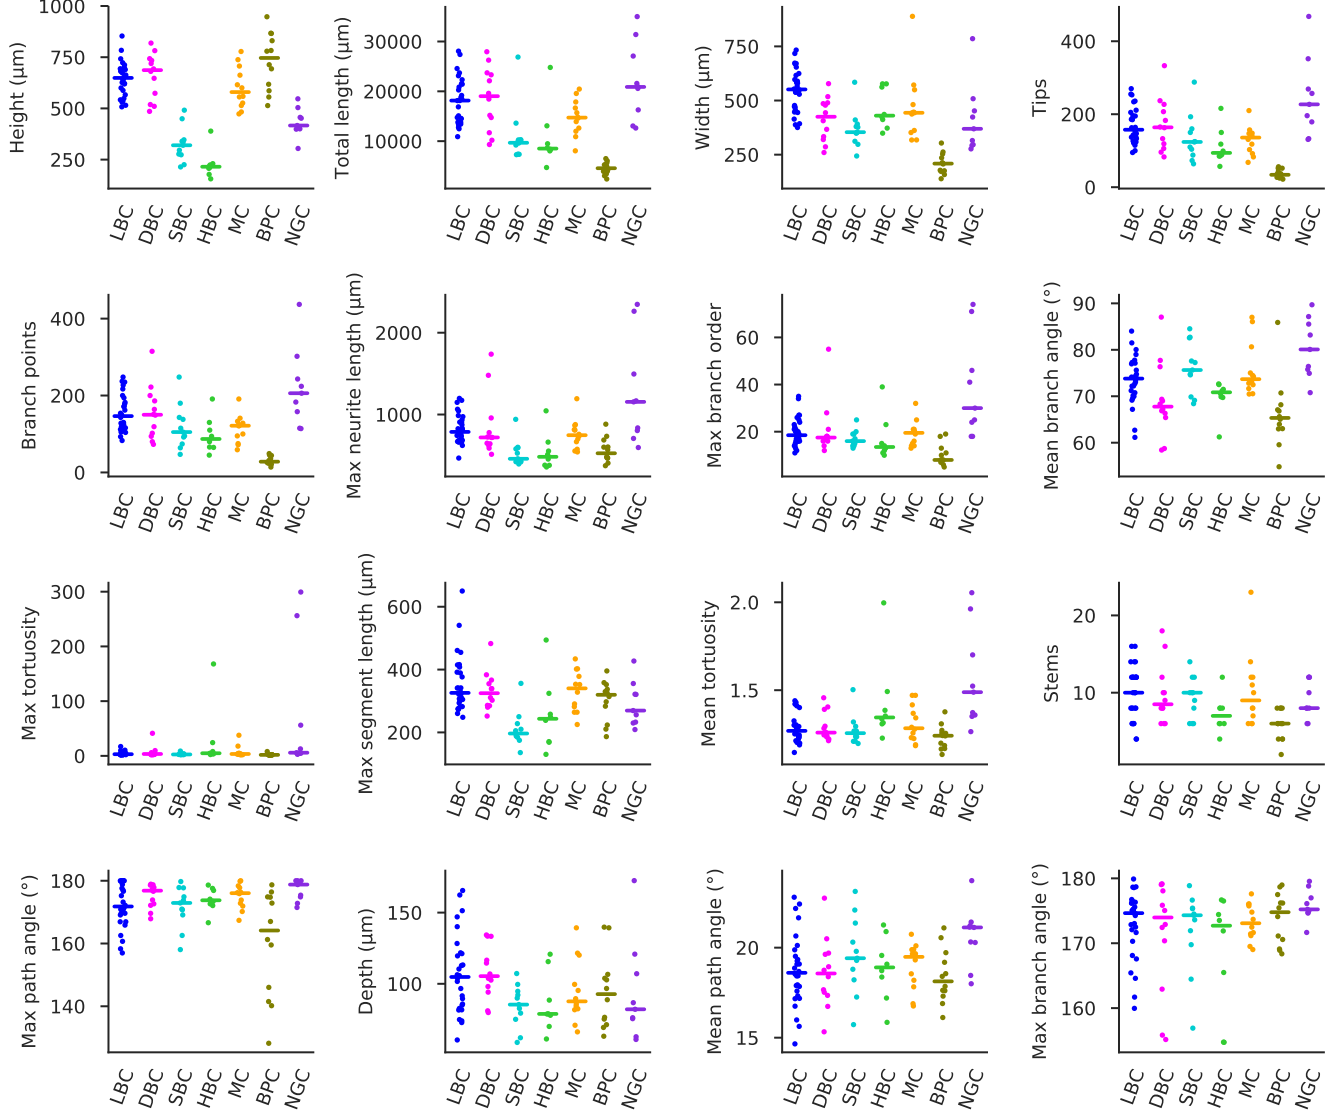 Height (μm)
1000
750
500
250
LBC
DBC
SBC
HBC
MC
BPC
NGC
Total length (μm)
30000
20000
10000
LBC
DBC
SBC
HBC
MC
BPC
NGC
Width (μm)
750
500
250
LBC
DBC
SBC
HBC
MC
BPC
NGC
Tips
400
200
0
LBC
DBC
SBC
HBC
MC
BPC
NGC
Branch points
400
200
0
LBC
DBC
SBC
HBC
MC
BPC
NGC
Max neurite length (μm)
2000
1000
LBC
DBC
SBC
HBC
MC
BPC
NGC
Max branch order
60
40
20
LBC
DBC
SBC
HBC
MC
BPC
NGC
Mean branch angle (°)
90
80
70
60
LBC
DBC
SBC
HBC
MC
BPC
NGC
Max tortuosity
300
200
100
0
LBC
DBC
SBC
HBC
MC
BPC
NGC
Max segment length (μm)
600
400
200
LBC
DBC
SBC
HBC
MC
BPC
NGC
Mean tortuosity
2.0
1.5
LBC
DBC
SBC
HBC
MC
BPC
NGC
Stems
20
10
LBC
DBC
SBC
HBC
MC
BPC
NGC
Max path angle (°)
180
160
140
LBC
DBC
SBC
HBC
MC
BPC
NGC
Depth (μm)
150
100
LBC
DBC
SBC
HBC
MC
BPC
NGC
Mean path angle (°)
20
15
LBC
DBC
SBC
HBC
MC
BPC
NGC
Max branch angle (°)
180
170
160
LBC
DBC
SBC
HBC
MC
BPC
NGC